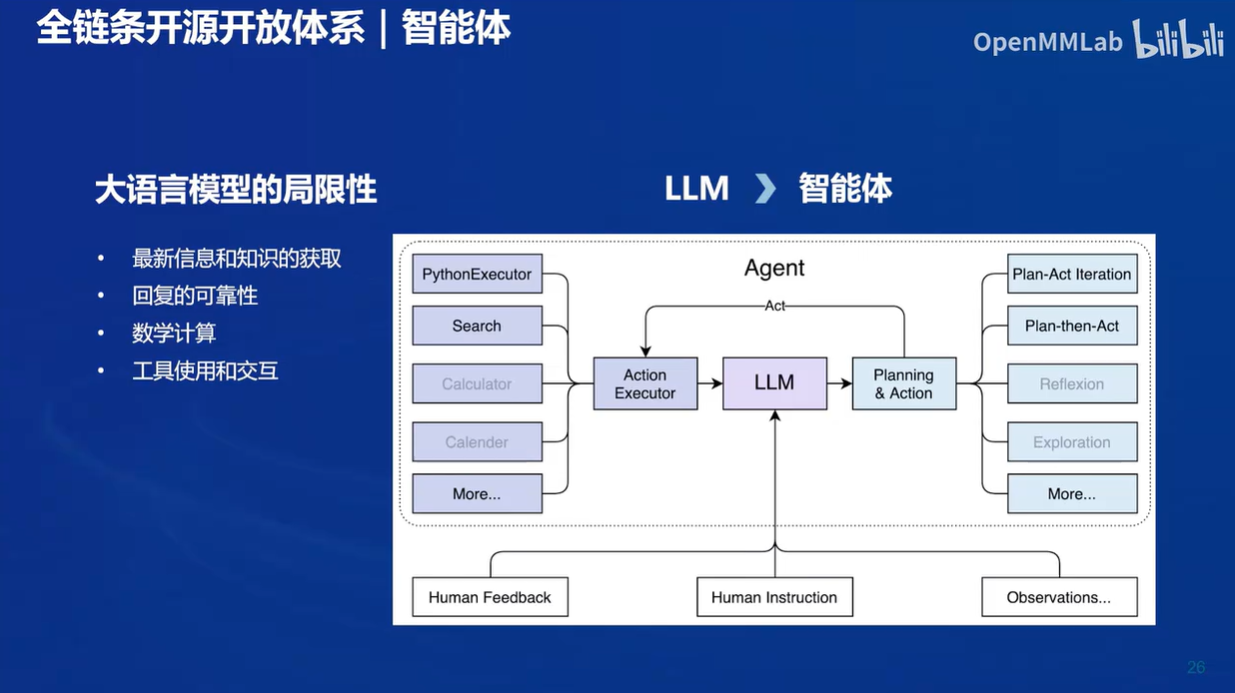 全链条开源开放体系｜智能体
OpenMMLab bilibili
大语言模型的局限性
• 最新信息和知识的获取
• 回复的可靠性
• 数学计算
• 工具使用和交互
LLM 》 智能体
Agent
Act
PythonExecutor
Search
Calculator
Calender
More...
Action
Executor
LLM
Planning
& Action
Plan-Act Iteration
Plan-then-Act
Reflexion
Exploration
More...
Human Feedback
Human Instruction
Observations...
26